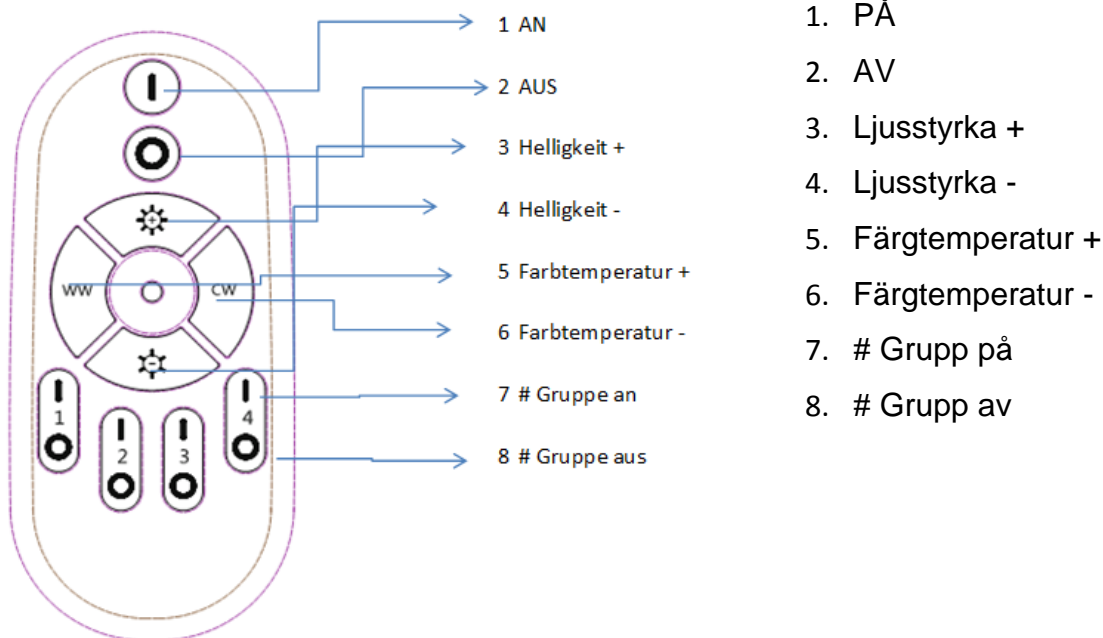 1 AN
2 AUS
3 Helligkeit +
4 Helligkeit -
5 Farbtemperatur +
6 Farbtemperatur -
7 # Gruppe an
8 # Gruppe aus
WW
CW
1
2
3
4
1. PÅ
2. AV
3. Ljusstyrka +
4. Ljusstyrka -
5. Färgtemperatur +
6. Färgtemperatur -
7. # Grupp på
8. # Grupp av